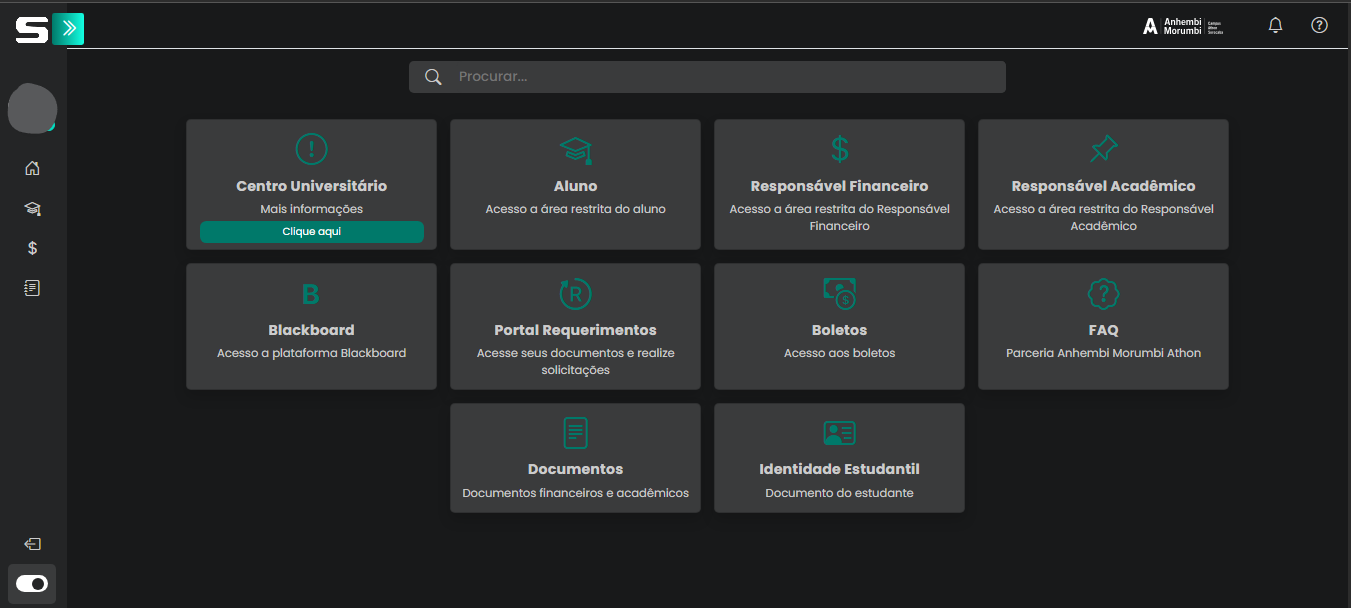 Anhembi
Morumbi
Campus
Athon
Sorocaba
Procurar...
Centro Universitário
Mais informações
Clique aqui
Aluno
Acesso a área restrita do aluno
Responsável Financeiro
Acesso a área restrita do Responsável
Financeiro
Responsável Acadêmico
Acesso a área restrita do Responsável
Acadêmico
B
Blackboard
Acesso a plataforma Blackboard
R
Portal Requerimentos
Acesse seus documentos e realize
solicitações
Boletos
Acesso aos boletos
FAQ
Parceria Anhembi Morumbi Athon
Documentos
Documentos financeiros e acadêmicos
Identidade Estudantil
Documento do estudante